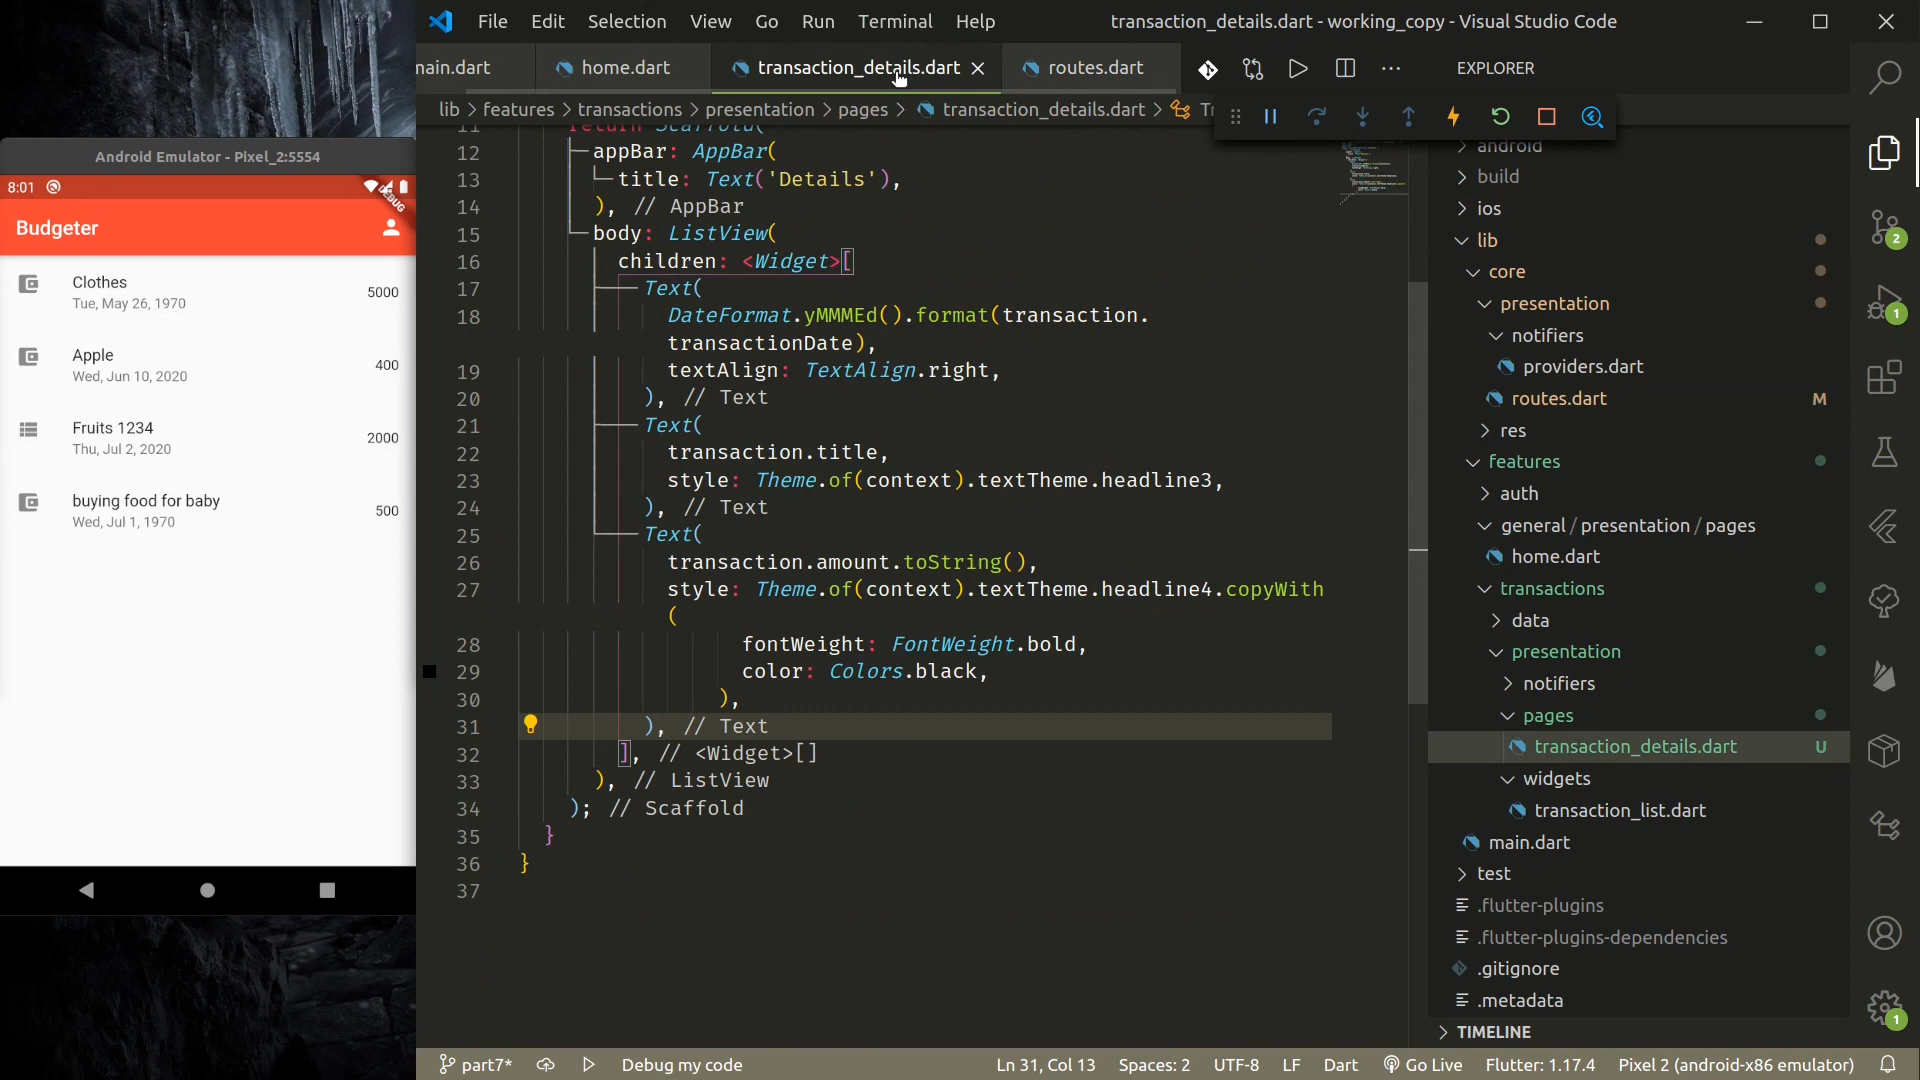 File Edit Selection View Go Run Terminal Help
transaction_details.dart - working_copy - Visual Studio Code
main.dart
home.dart
transaction_details.dart
routes.dart
lib > features > transactions > presentation > pages > transaction_details.dart >
Android Emulator - Pixel_2:5554
8:01
DEBUG
Budgeter
Clothes
Tue, May 26, 1970
5000
Apple
Wed, Jun 10, 2020
400
Fruits 1234
Thu, Jul 2, 2020
2000
buying food for baby
Wed, Jul 1, 1970
500
11 return Scaffold(
12 appBar: AppBar(
13 title: Text('Details'),
14 ), // AppBar
15 body: ListView(
16 children: <Widget>[
17 Text(
18 DateFormat.yMMMEd().format(transaction.
transactionDate),
19 textAlign: TextAlign.right,
20 ), // Text
21 Text(
22 transaction.title,
23 style: Theme.of(context).textTheme.headline3,
24 ), // Text
25 Text(
26 transaction.amount.toString(),
27 style: Theme.of(context).textTheme.headline4.copyWith
(
28 fontWeight: FontWeight.bold,
29 color: Colors.black,
30 ),
31 ), // Text
32 ], // <Widget>[]
33 ), // ListView
34 ); // Scaffold
35 }
36 }
37
EXPLORER
android
build
ios
lib
core
presentation
notifiers
providers.dart
routes.dart M
res
features
auth
general / presentation / pages
home.dart
transactions
data
presentation
notifiers
pages
transaction_details.dart U
widgets
transaction_list.dart
main.dart
test
.flutter-plugins
.flutter-plugins-dependencies
.gitignore
.metadata
TIMELINE
2
1
1
part7*
Debug my code
Ln 31, Col 13
Spaces: 2
UTF-8
LF
Dart
Go Live
Flutter: 1.17.4
Pixel 2 (android-x86 emulator)